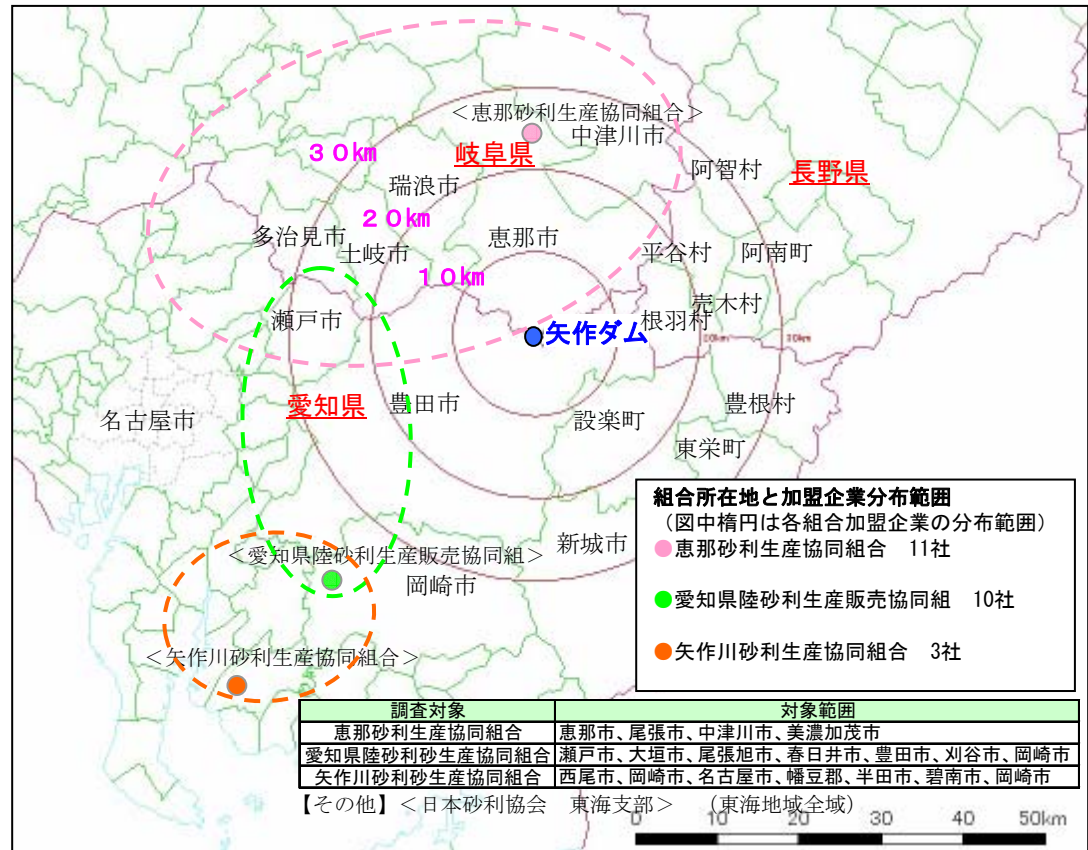 ＜恵那砂利生産協同組合＞
中津川市
３０㎞
岐阜県
阿智村
長野県
瑞浪市
２０㎞
多治見市
土岐市
恵那市
平谷村
阿南町
１０㎞
売木村
瀬戸市
根羽村
矢作ダム
20km
30km
愛知県
豊田市
名古屋市
設楽町
豊根村
東栄町
組合所在地と加盟企業分布範囲
（図中楕円は各組合加盟企業の分布範囲）
恵那砂利生産協同組合　11社
愛知県陸砂利生産販売協同組　10社
矢作川砂利生産協同組合　3社
新城市
＜愛知県陸砂利生産販売協同組＞
岡崎市
＜矢作川砂利生産協同組合＞
調査対象　対象範囲
恵那砂利生産協同組合　恵那市、尾張市、中津川市、美濃加茂市
愛知県陸砂利砂生産協同組合　瀬戸市、大垣市、尾張旭市、春日井市、豊田市、刈谷市、岡崎市
矢作川砂利砂生産協同組合　西尾市、岡崎市、名古屋市、幡豆郡、半田市、碧南市、岡崎市
【その他】＜日本砂利協会　東海支部＞　（東海地域全域）
0 10 20 30 40 50km